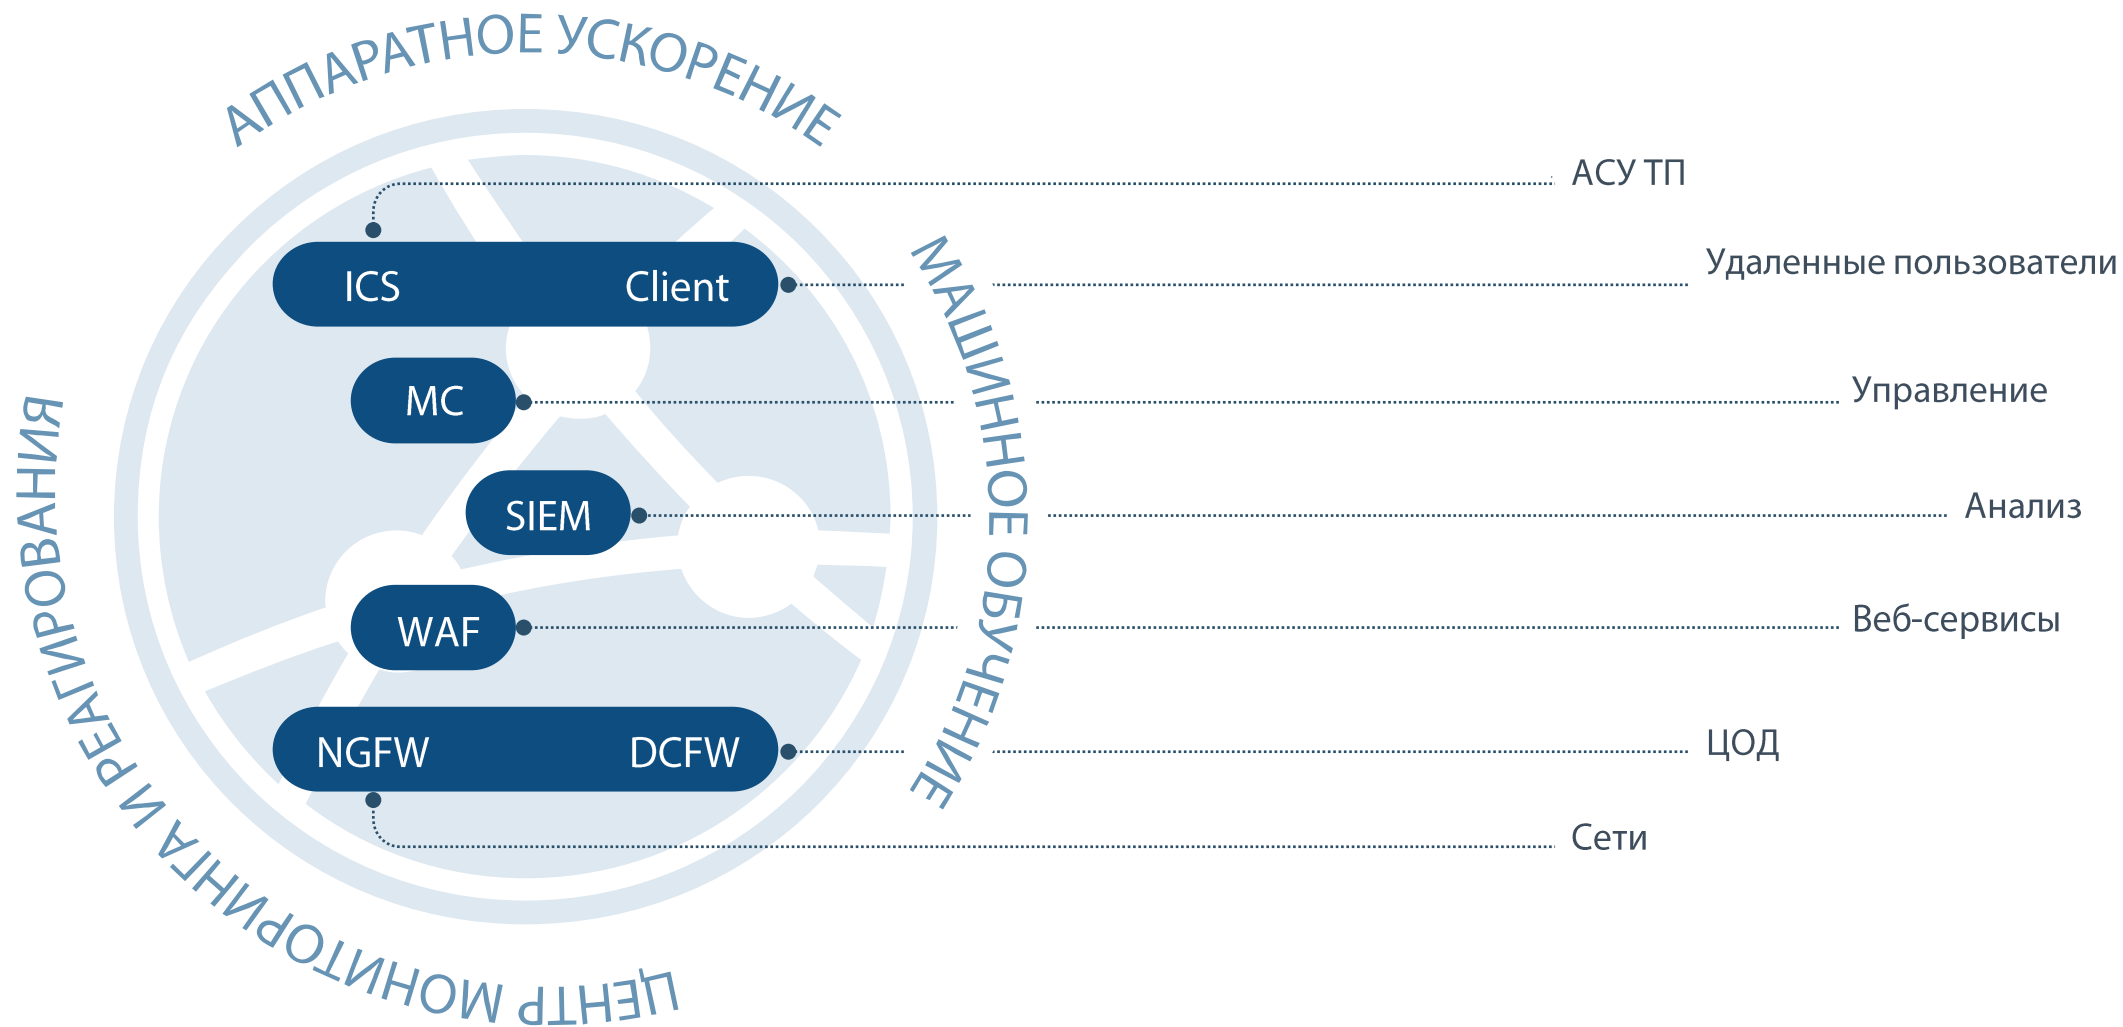 АППАРАТНОЕ УСКОРЕНИЕ
МАШИННОЕ ОБУЧЕНИЕ
ЦЕНТР МОНИТОРИНГА И РЕАГИРОВАНИЯ
АСУ ТП
ICS Client Удаленные пользователи
MC Управление
SIEM Анализ
WAF Веб-сервисы
NGFW DCFW ЦОД
Сети